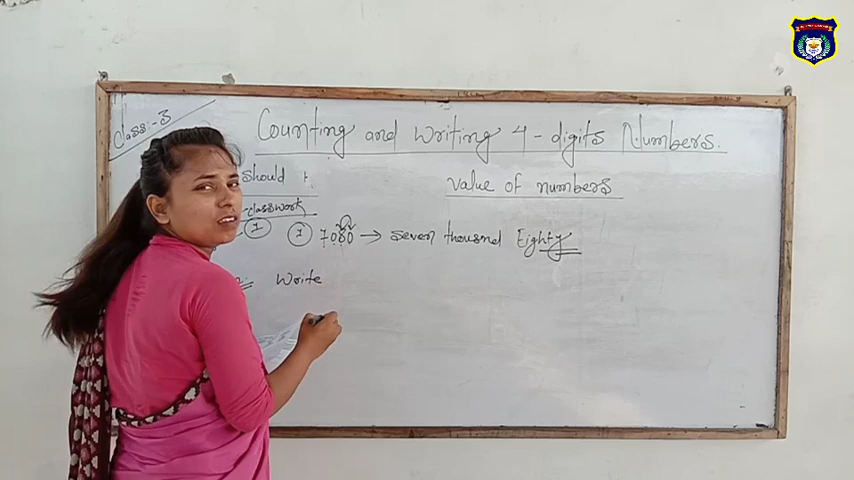 Class:-3
Counting and Writing 4-digits Numbers.
should
Value of numbers
-classwork
① ① 7080 → seven thousand Eighty
Write